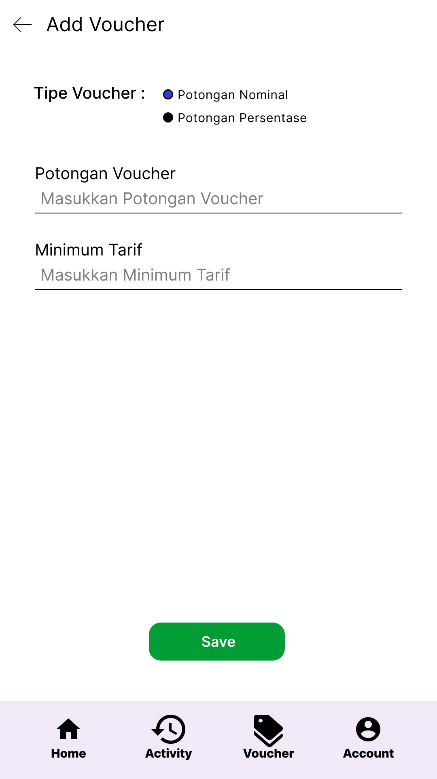 Add Voucher
Tipe Voucher :
Potongan Nominal
Potongan Persentase
Potongan Voucher
Masukkan Potongan Voucher
Minimum Tarif
Masukkan Minimum Tarif
Save
Home Activity Voucher Account